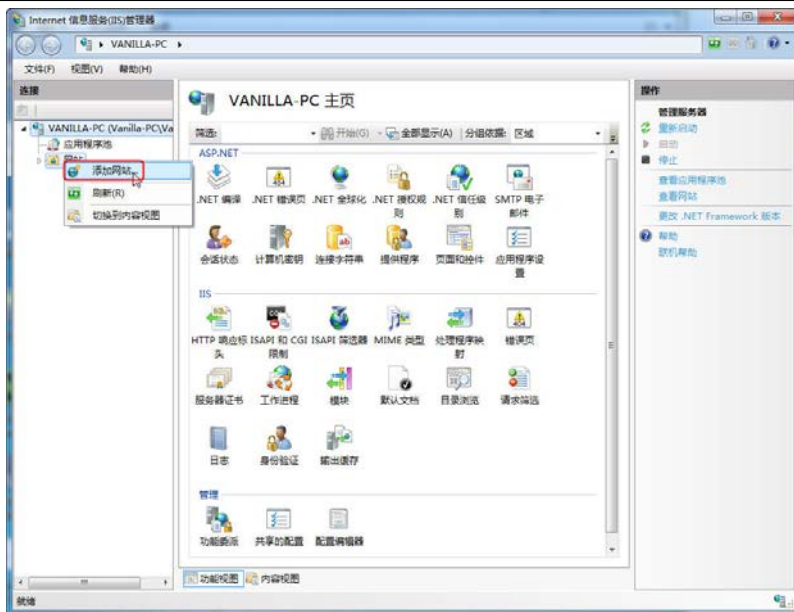 Internet 信息服务(IIS)管理器
VANILLA-PC
文件(F) 视图(V) 帮助(H)
连接
VANILLA-PC (Vanilla-PC\Va
应用程序池
网站
添加网站...
刷新(R)
切换到内容视图
VANILLA-PC 主页
筛选: 开始(G) 全部显示(A) 分组依据: 区域
ASP.NET
.NET 编译 .NET 错误页 .NET 全球化 .NET 授权规则 .NET 信任级别 SMTP 电子邮件
会话状态 计算机密钥 连接字符串 提供程序 页面和控件 应用程序设置
IIS
HTTP 响应标头 ISAPI 和 CGI 限制 ISAPI 筛选器 MIME 类型 处理程序映射 错误页
服务器证书 工作进程 模块 默认文档 目录浏览 请求筛选
日志 身份验证 输出缓存
管理
功能委派 共享的配置 配置编辑器
功能视图 内容视图
操作
管理服务器
重新启动
启动
停止
查看应用程序池
查看网站
更改 .NET Framework 版本
帮助
联机帮助
就绪